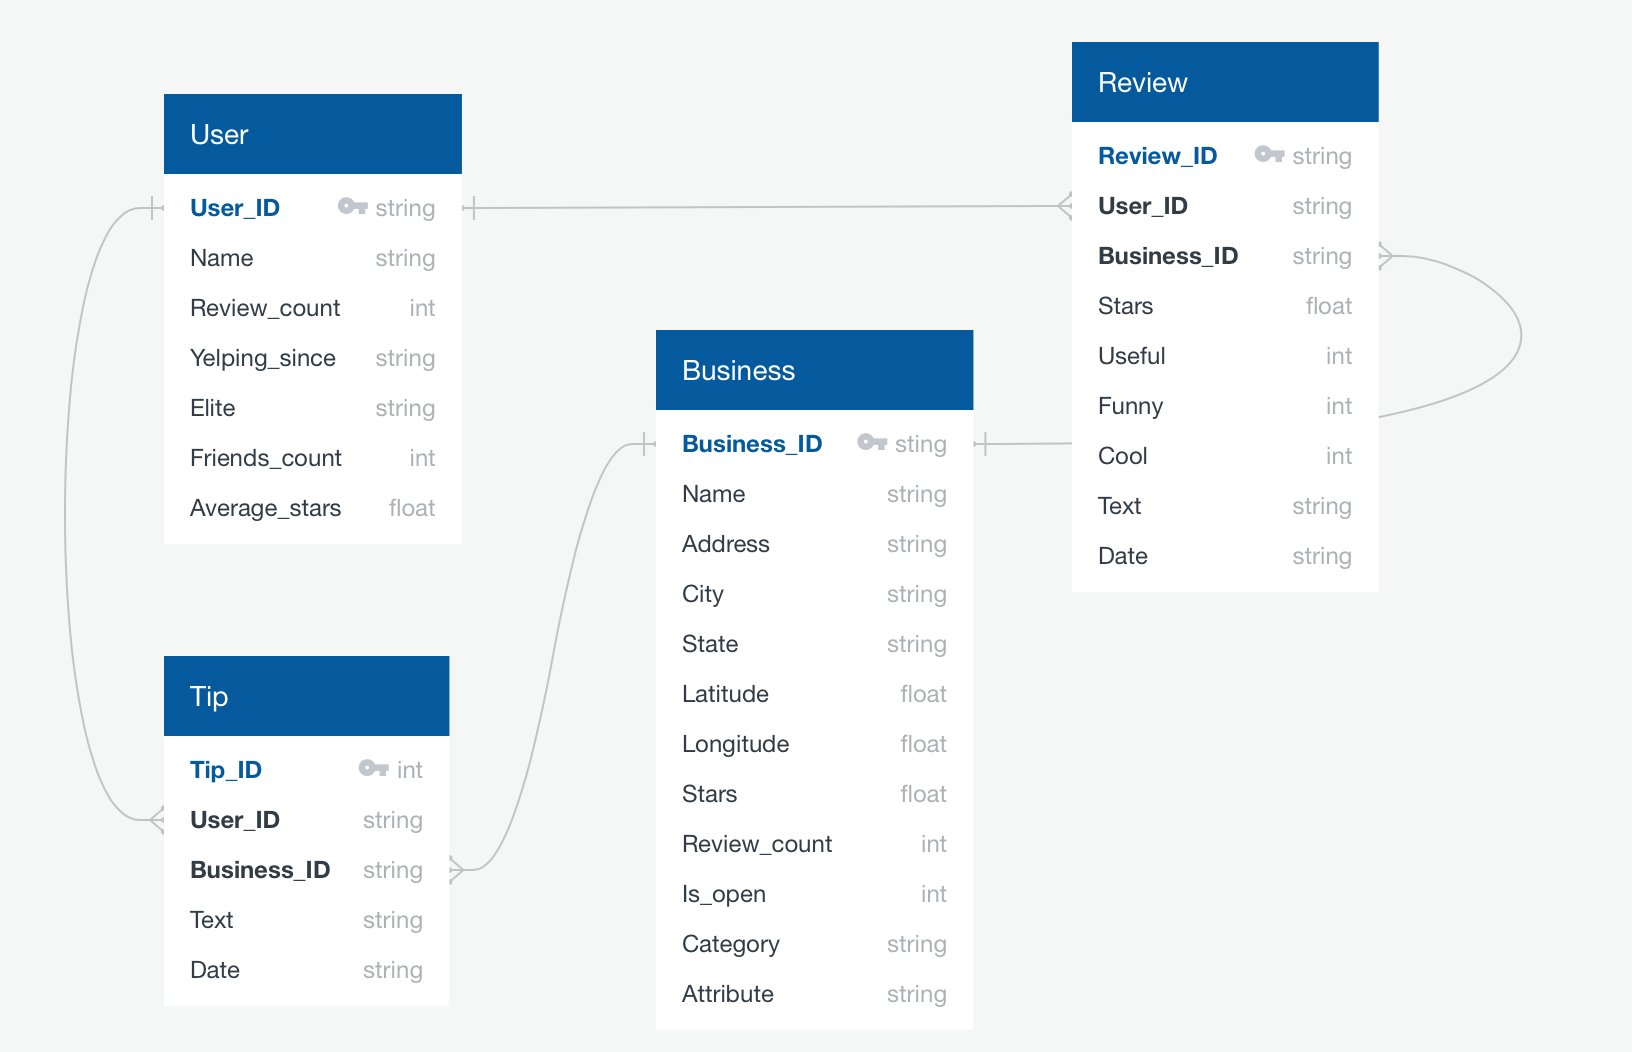 User
User_ID string
Name string
Review_count int
Yelping_since string
Elite string
Friends_count int
Average_stars float
Tip
Tip_ID int
User_ID string
Business_ID string
Text string
Date string
Business
Business_ID sting
Name string
Address string
City string
State string
Latitude float
Longitude float
Stars float
Review_count int
Is_open int
Category string
Attribute string
Review
Review_ID string
User_ID string
Business_ID string
Stars float
Useful int
Funny int
Cool int
Text string
Date string